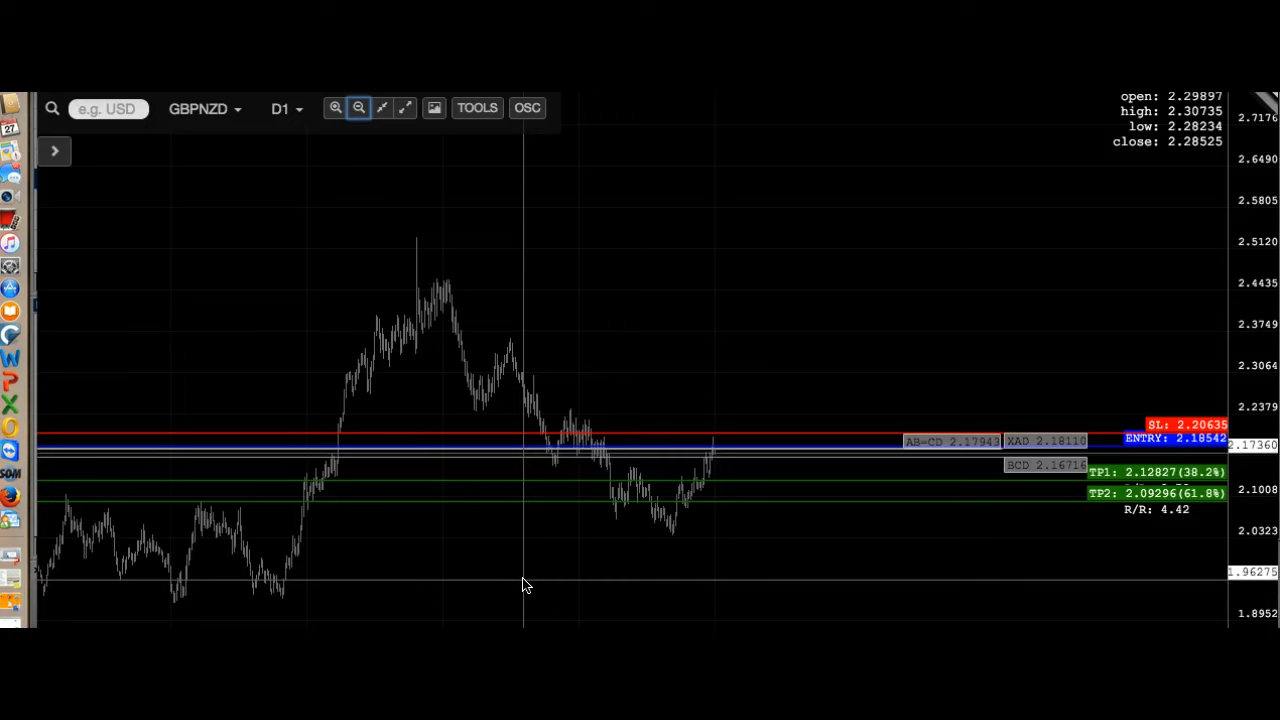 e.g. USD GBPNZD D1 TOOLS OSC
open: 2.29897
high: 2.30735
low: 2.28234
close: 2.28525
2.7176
2.6490
2.5805
2.5120
2.4435
2.3749
2.3064
2.2379
SL: 2.20635
ENTRY: 2.18542
AB=CD 2.17943 XAD 2.18110
2.17360
BCD 2.16716
TP1: 2.12827(38.2%)
TP2: 2.09296(61.8%)
2.1008
R/R: 4.42
2.0323
1.96275
1.8952
27